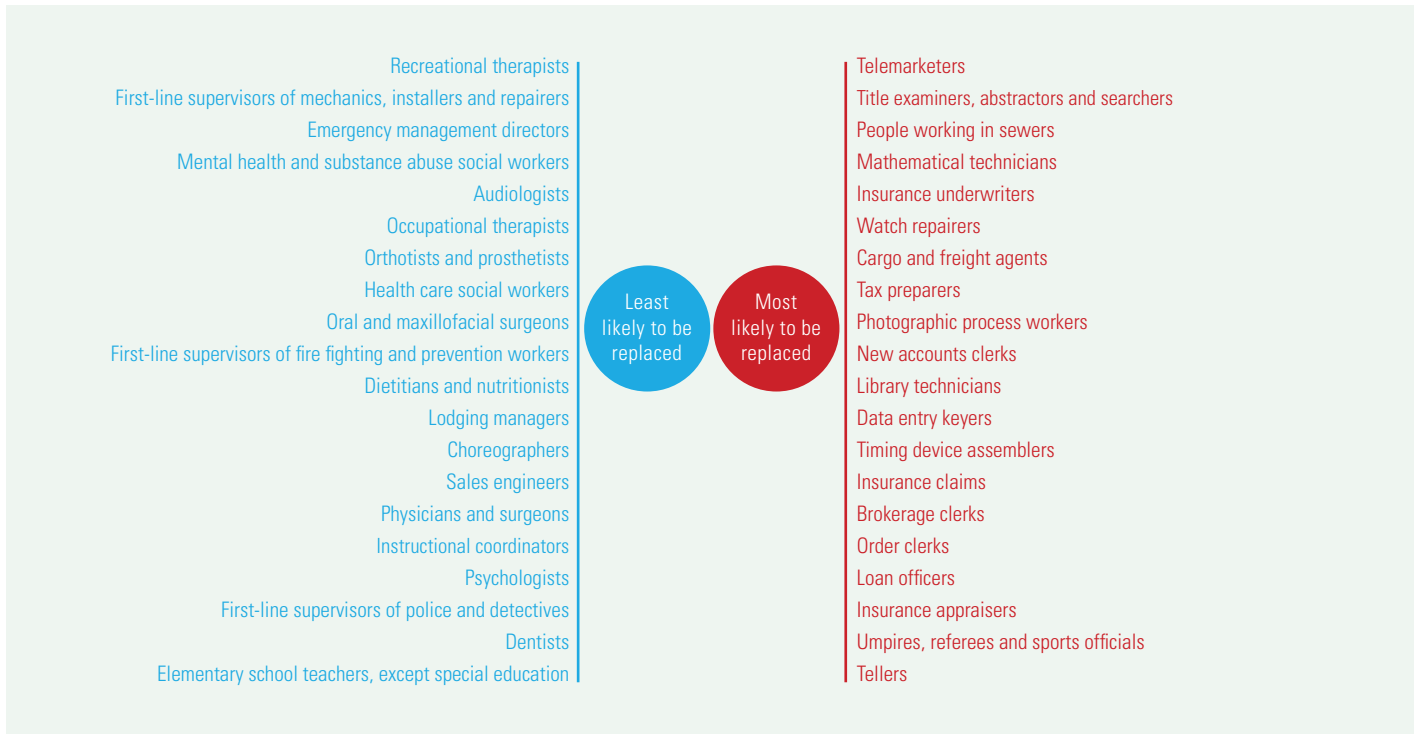 Recreational therapists
First-line supervisors of mechanics, installers and repairers
Emergency management directors
Mental health and substance abuse social workers
Audiologists
Occupational therapists
Orthotists and prosthetists
Health care social workers
Oral and maxillofacial surgeons
First-line supervisors of fire fighting and prevention workers
Dietitians and nutritionists
Lodging managers
Choreographers
Sales engineers
Physicians and surgeons
Instructional coordinators
Psychologists
First-line supervisors of police and detectives
Dentists
Elementary school teachers, except special education
Least
likely to be
replaced
Most
likely to be
replaced
Telemarketers
Title examiners, abstractors and searchers
People working in sewers
Mathematical technicians
Insurance underwriters
Watch repairers
Cargo and freight agents
Tax preparers
Photographic process workers
New accounts clerks
Library technicians
Data entry keyers
Timing device assemblers
Insurance claims
Brokerage clerks
Order clerks
Loan officers
Insurance appraisers
Umpires, referees and sports officials
Tellers